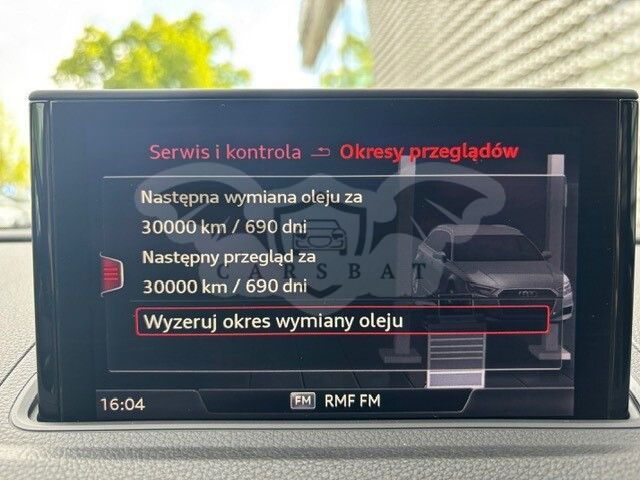 Serwis i kontrola Okresy przeglądów
Następna wymiana oleju za
30000 km / 690 dni
Następny przegląd za
30000 km / 690 dni
CARSBAT
Wyzeruj okres wymiany oleju
16:04 FM RMF FM